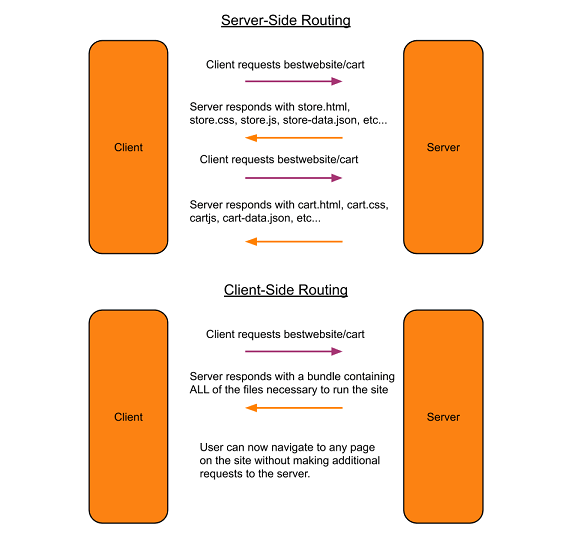 Server-Side Routing
Client requests bestwebsite/cart
Server responds with store.html,
store.css, store.js, store-data.json, etc...
Client
Server
Client requests bestwebsite/cart
Server responds with cart.html, cart.css,
cartjs, cart-data.json, etc...
Client-Side Routing
Client requests bestwebsite/cart
Server responds with a bundle containing
ALL of the files necessary to run the site
Client
Server
User can now navigate to any page
on the site without making additional
requests to the server.